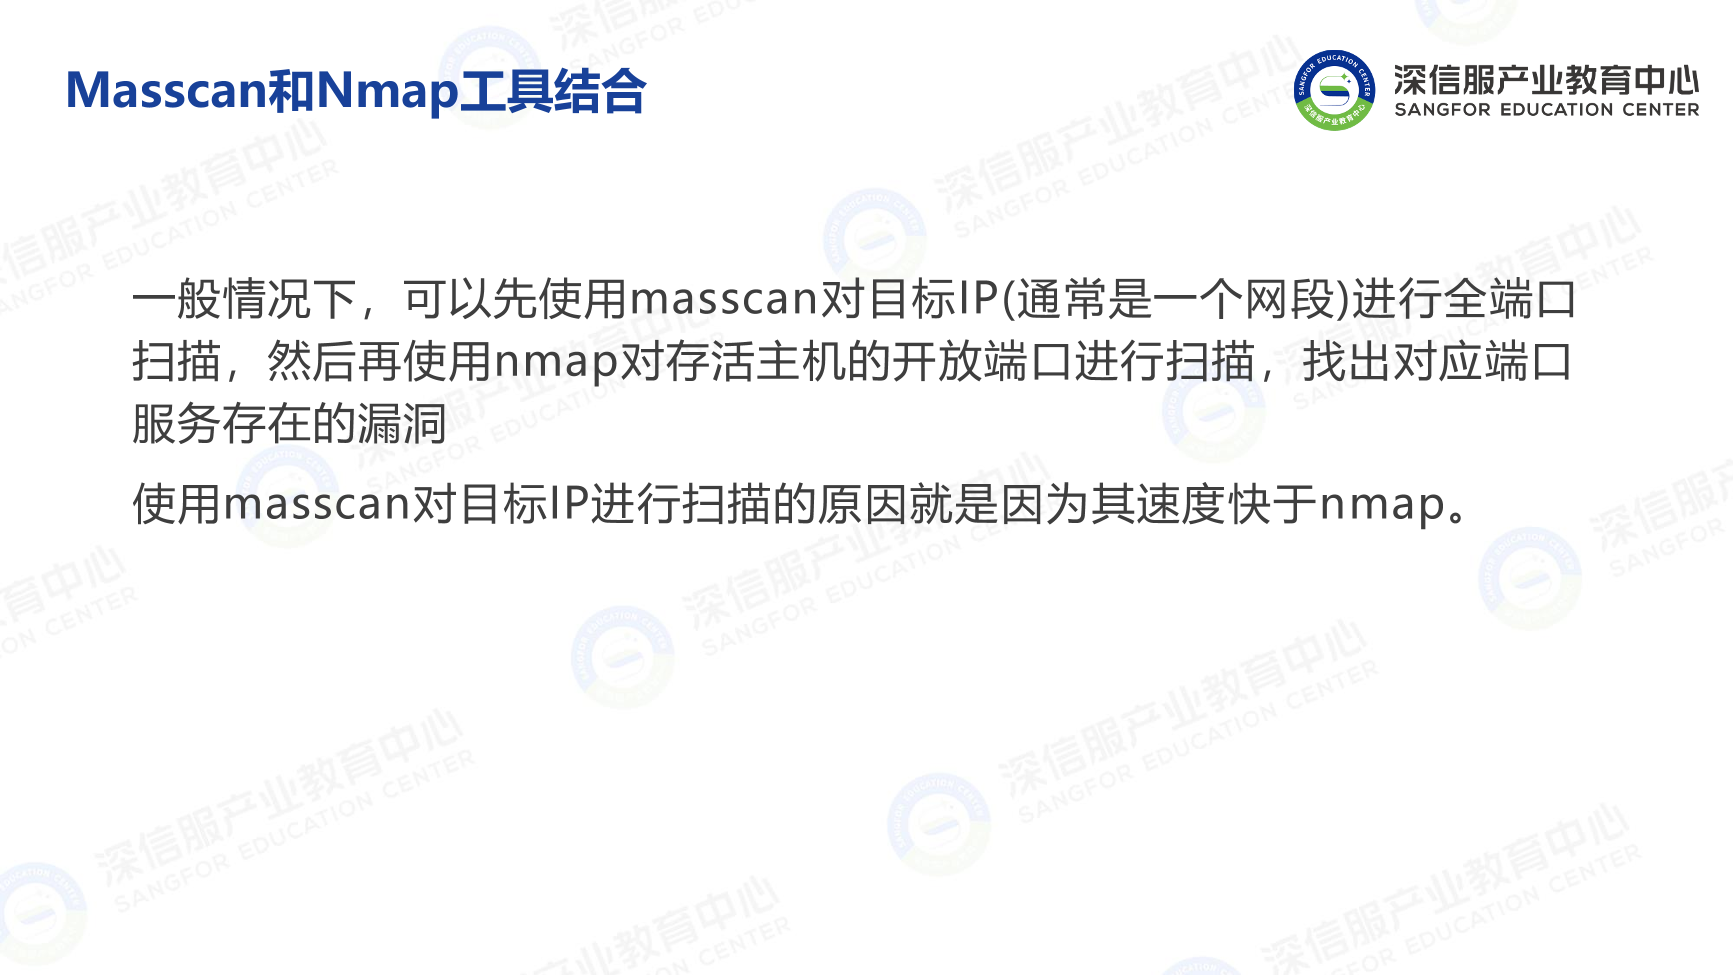 Masscan和Nmap工具结合
深信服产业教育中心
SANGFOR EDUCATION CENTER
一般情况下，可以先使用masscan对目标IP(通常是一个网段)进行全端口
扫描，然后再使用nmap对存活主机的开放端口进行扫描，找出对应端口
服务存在的漏洞
使用masscan对目标IP进行扫描的原因就是因为其速度快于nmap。